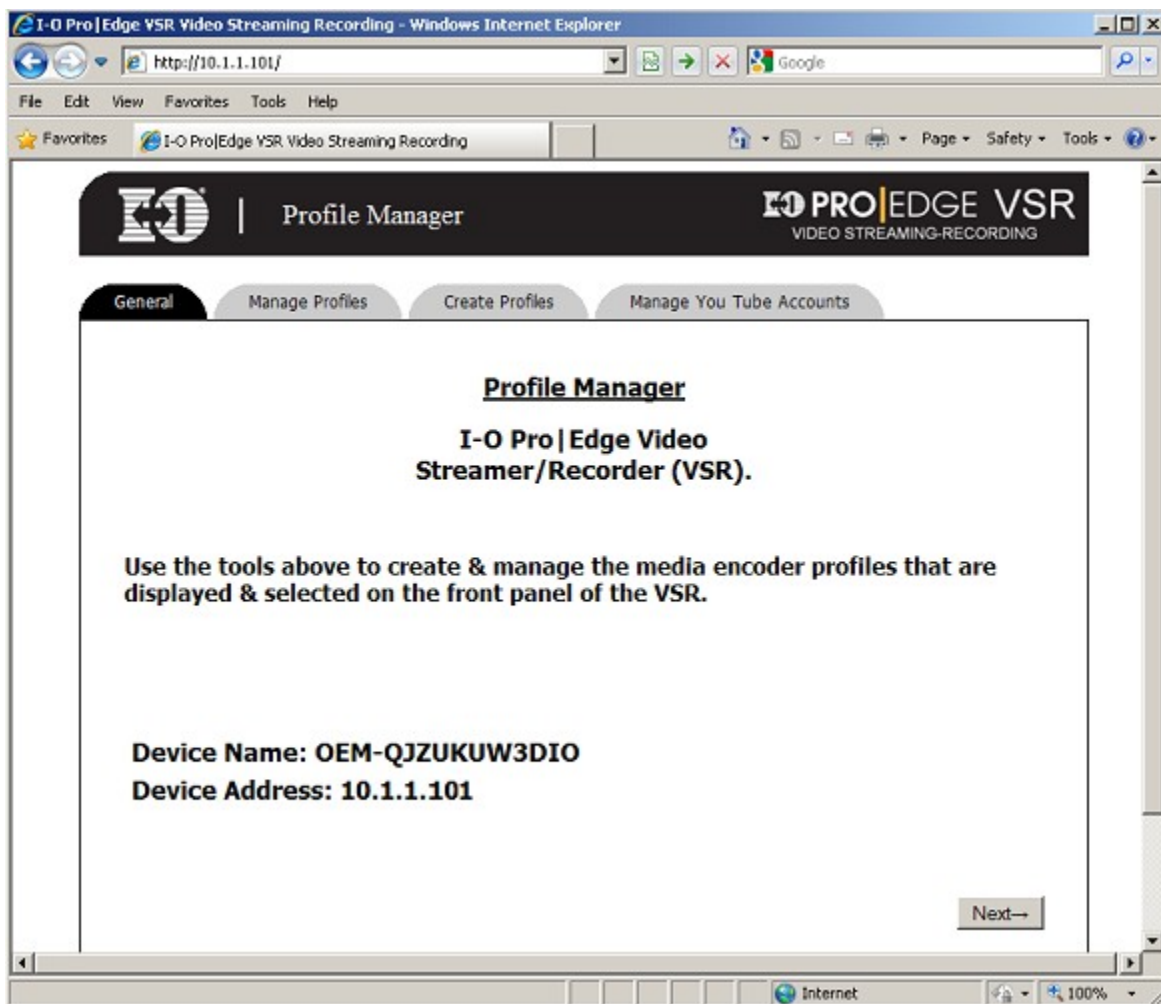 I-O Pro|Edge VSR Video Streaming Recording - Windows Internet Explorer
http://10.1.1.101/
Google
File Edit View Favorites Tools Help
Favorites I-O Pro|Edge VSR Video Streaming Recording Page Safety Tools
I-O | Profile Manager
I-O PRO|EDGE VSR
VIDEO STREAMING-RECORDING
General Manage Profiles Create Profiles Manage You Tube Accounts
Profile Manager
I-O Pro|Edge Video
Streamer/Recorder (VSR).
Use the tools above to create & manage the media encoder profiles that are
displayed & selected on the front panel of the VSR.
Device Name: OEM-QJZUKUW3DIO
Device Address: 10.1.1.101
Next→
Internet 100%